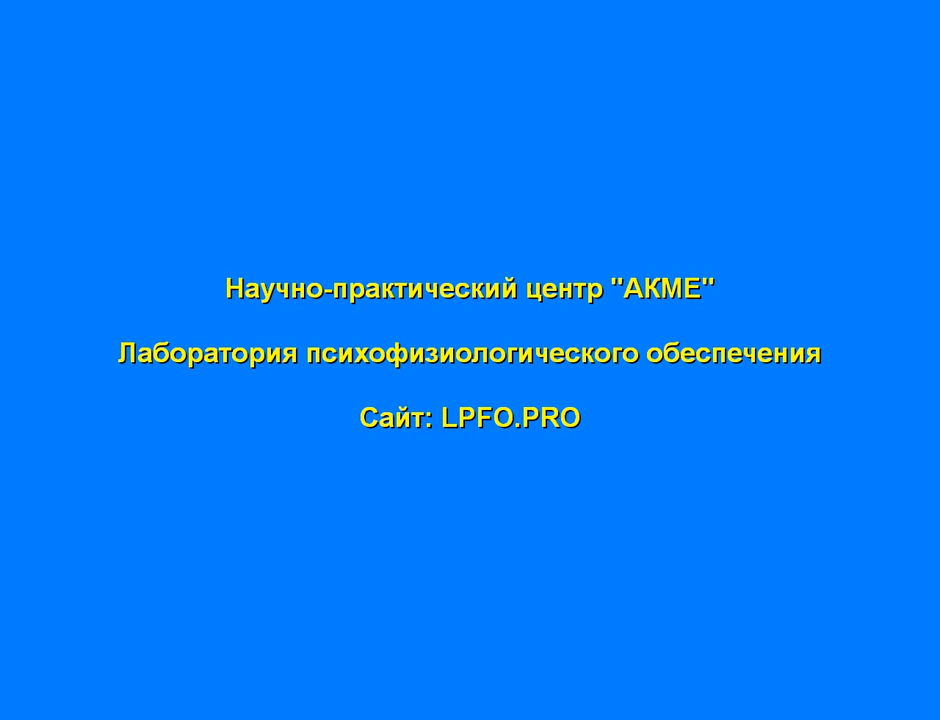 Научно-практический центр "АКМЕ"
Лаборатория психофизиологического обеспечения
Сайт: LPFO.PRO